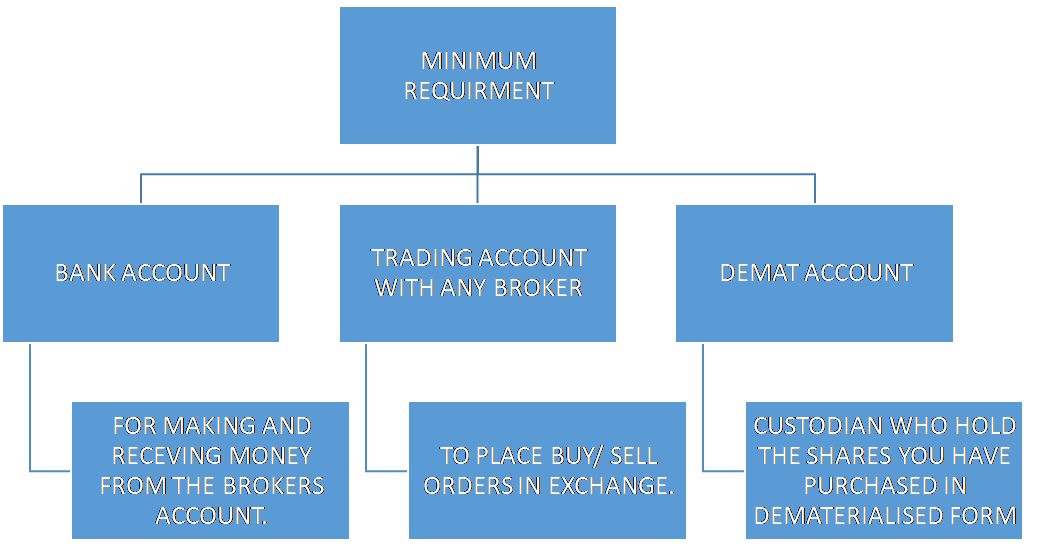 MINIMUM
REQUIRMENT
BANK ACCOUNT
TRADING ACCOUNT
WITH ANY BROKER
DEMAT ACCOUNT
FOR MAKING AND
RECEVING MONEY
FROM THE BROKERS
ACCOUNT.
TO PLACE BUY/ SELL
ORDERS IN EXCHANGE.
CUSTODIAN WHO HOLD
THE SHARES YOU HAVE
PURCHASED IN
DEMATERIALISED FORM